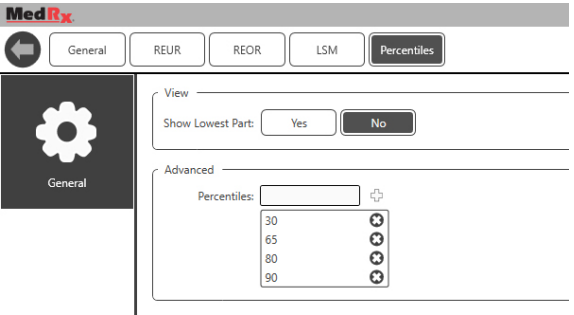 MedRx
General REUR REOR LSM Percentiles
General
View
Show Lowest Part: Yes No
Advanced
Percentiles:
30
65
80
90